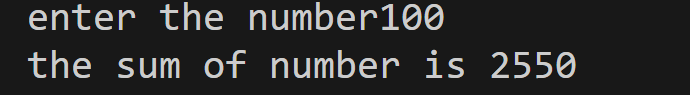 enter the number100
the sum of number is 2550